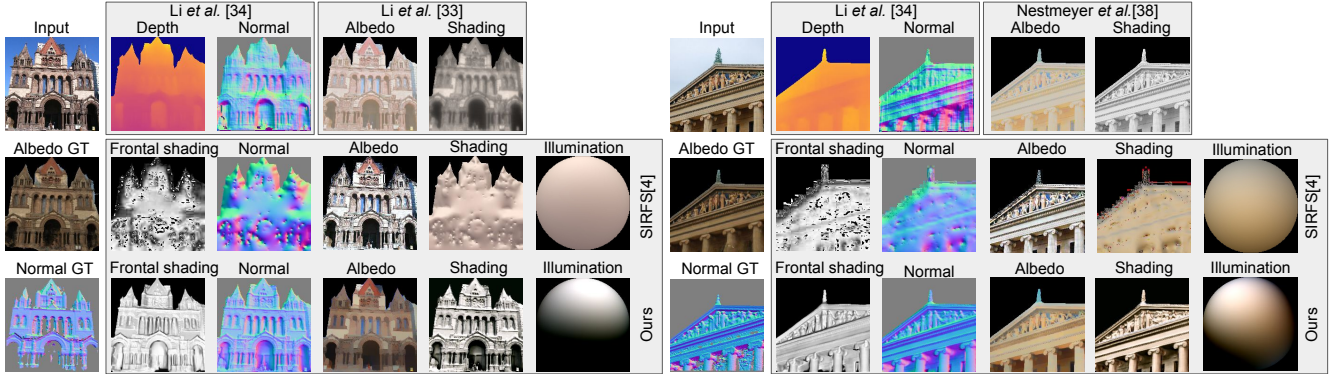 Li et al. [34] Li et al. [33] Li et al. [34] Nestmeyer et al.[38]
Input Depth Normal Albedo Shading Input Depth Normal Albedo Shading
Albedo GT Frontal shading Normal Albedo Shading Illumination SIRFS[4] Albedo GT Frontal shading Normal Albedo Shading Illumination SIRFS[4]
Normal GT Frontal shading Normal Albedo Shading Illumination Ours Normal GT Frontal shading Normal Albedo Shading Illumination Ours